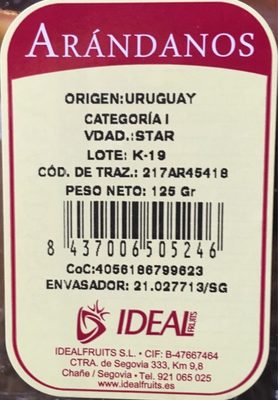 ARÁNDANOS
ORIGEN:URUGUAY
CATEGORÍA I
VDAD.:STAR
LOTE: K-19
CÓD. DE TRAZ.: 217AR45418
PESO NETO: 125 Gr
8 437006 505246
CoC:4056186799623
ENVASADOR: 21.027713/SG
IDEAL FRUITS
IDEALFRUITS S.L. • CIF: B-47667464
CTRA. de Segovia 333, Km 9,8
Chañe / Segovia • Tel. 921 065 025
www.idealfruits.es